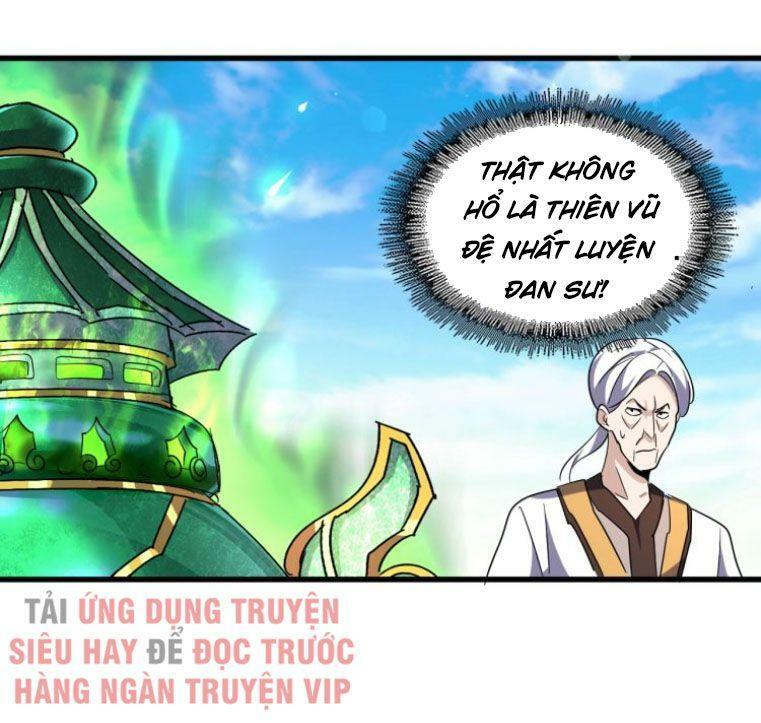 THẬT KHÔNG
HỔ LÀ THIÊN VŨ
ĐỆ NHẤT LUYỆN
ĐAN SƯ!
TẢI ỨNG DỤNG TRUYỆN
SIÊU HAY ĐỂ ĐỌC TRƯỚC
HÀNG NGÀN TRUYỆN VIP